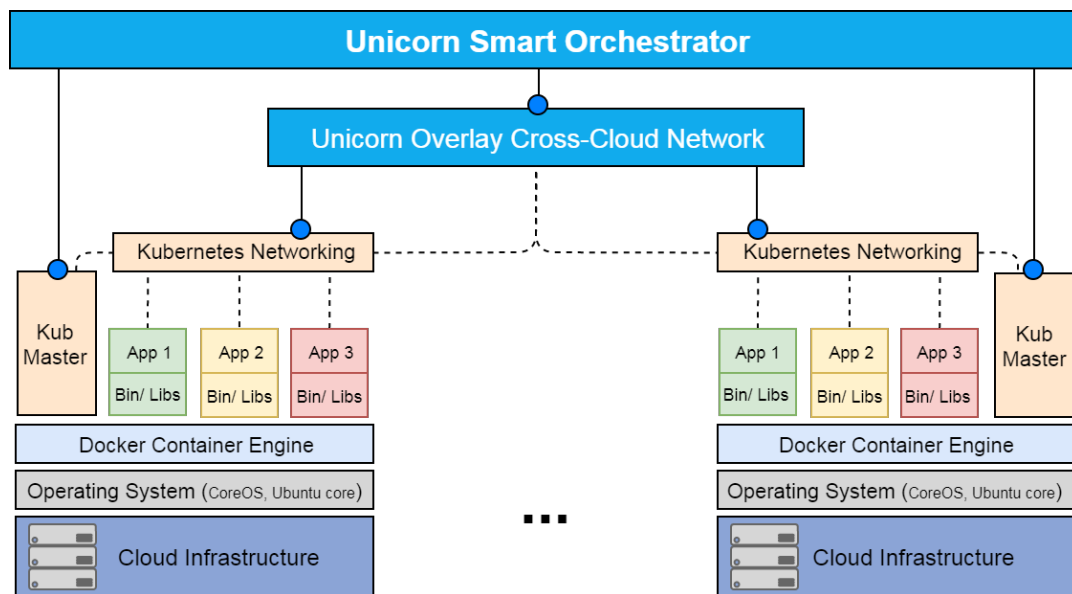 Unicorn Smart Orchestrator
Unicorn Overlay Cross-Cloud Network
Kubernetes Networking
Kubernetes Networking
Kub
Master
App 1
App 2
App 3
Bin/ Libs
Bin/ Libs
Bin/ Libs
App 1
App 2
App 3
Bin/ Libs
Bin/ Libs
Bin/ Libs
Kub
Master
Docker Container Engine
Docker Container Engine
Operating System (CoreOS, Ubuntu core)
Operating System (CoreOS, Ubuntu core)
...
Cloud Infrastructure
Cloud Infrastructure